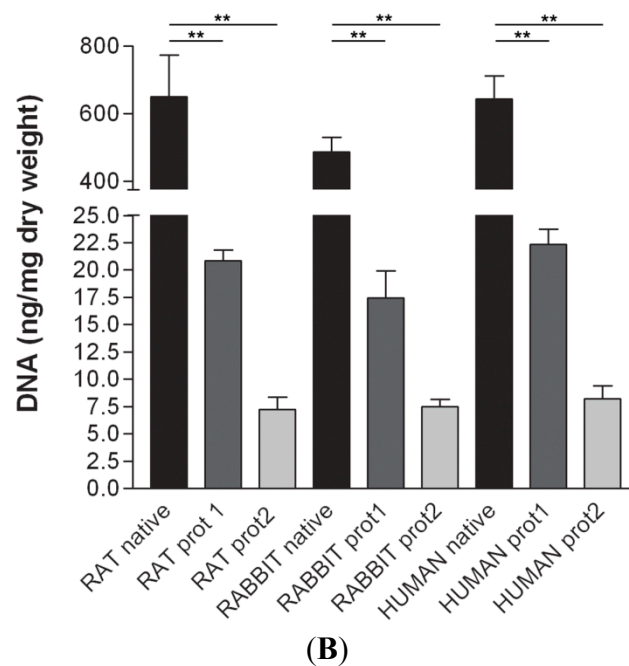 ** ** **
** ** **
800
600
400
25.0
22.5
20.0
17.5
15.0
12.5
10.0
7.5
5.0
2.5
0.0
DNA (ng/mg dry weight)
RAT native
RAT prot 1
RAT prot2
RABBIT native
RABBIT prot1
RABBIT prot2
HUMAN native
HUMAN prot1
HUMAN prot2
(B)